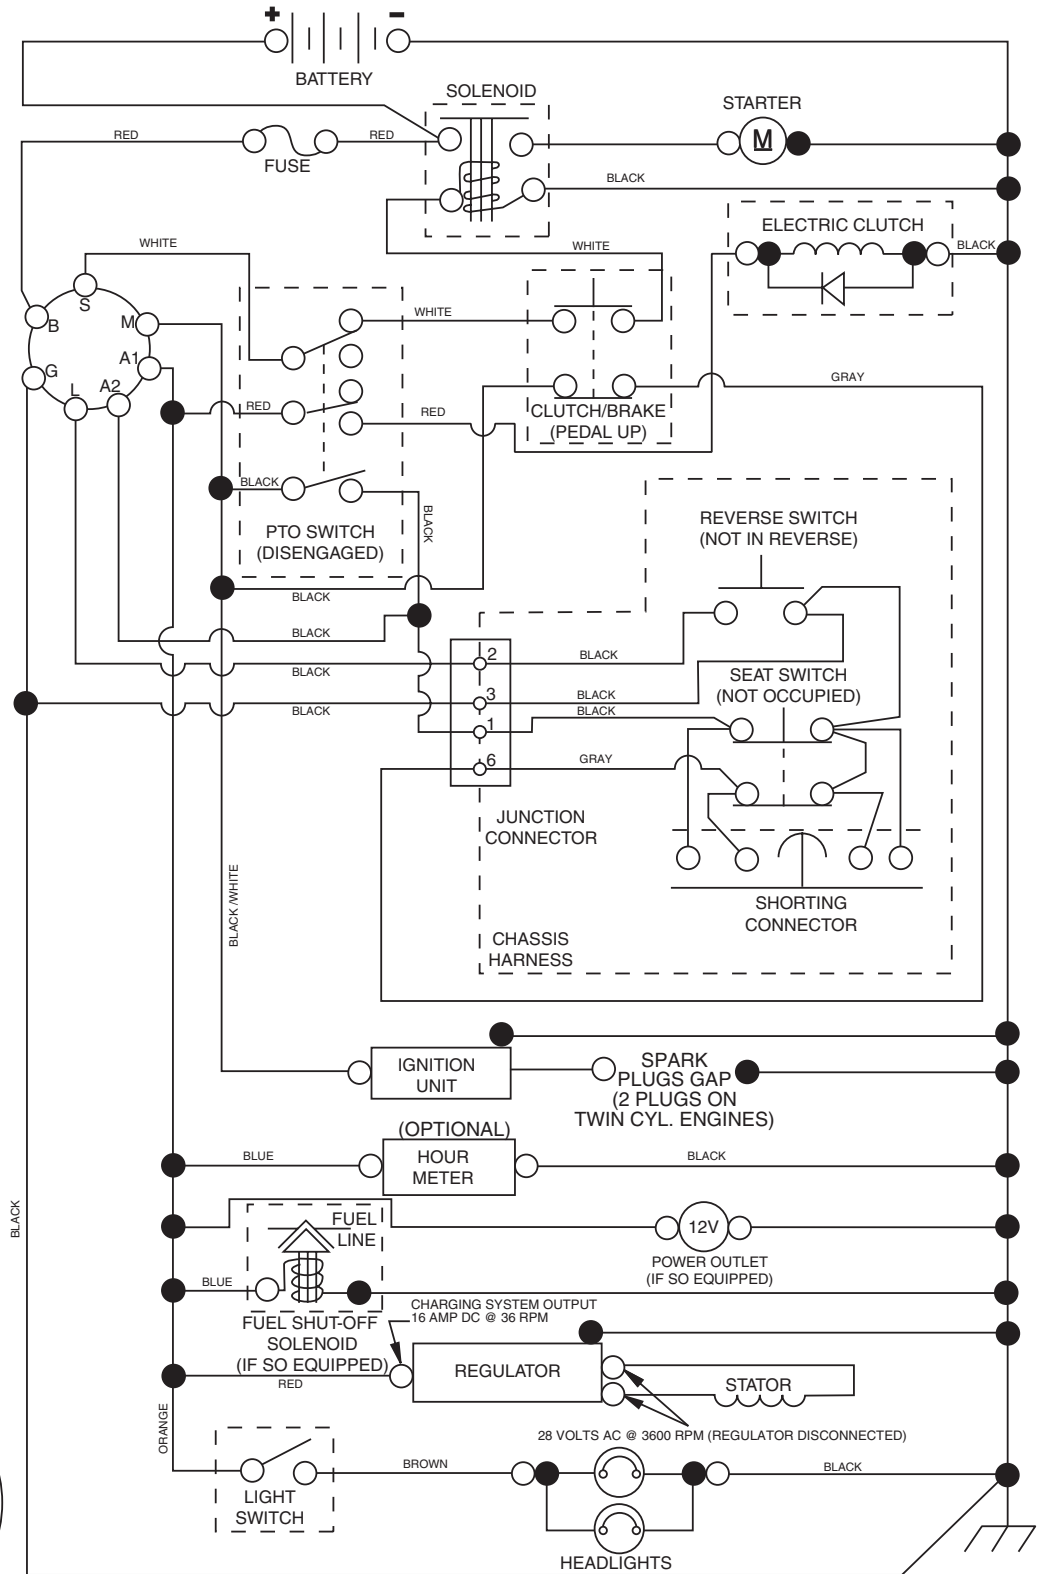 + -
BATTERY
SOLENOID
STARTER
M
RED
FUSE
RED
BLACK
ELECTRIC CLUTCH
BLACK
WHITE
WHITE
S
B
M
WHITE
A1
G
A2
L
GRAY
RED
RED
CLUTCH/BRAKE
(PEDAL UP)
BLACK
BLACK
PTO SWITCH
(DISENGAGED)
REVERSE SWITCH
(NOT IN REVERSE)
BLACK
BLACK
2
BLACK
BLACK
SEAT SWITCH
(NOT OCCUPIED)
3
BLACK
BLACK
BLACK
1
6
GRAY
JUNCTION
CONNECTOR
BLACK /WHITE
SHORTING
CONNECTOR
CHASSIS
HARNESS
IGNITION
UNIT
SPARK
PLUGS GAP
(2 PLUGS ON
TWIN CYL. ENGINES)
(OPTIONAL)
HOUR
METER
BLUE
BLACK
BLACK
FUEL
LINE
12V
POWER OUTLET
(IF SO EQUIPPED)
BLUE
CHARGING SYSTEM OUTPUT
16 AMP DC @ 36 RPM
FUEL SHUT-OFF
SOLENOID
(IF SO EQUIPPED)
RED
REGULATOR
STATOR
ORANGE
28 VOLTS AC @ 3600 RPM (REGULATOR DISCONNECTED)
BROWN
BLACK
LIGHT
SWITCH
HEADLIGHTS